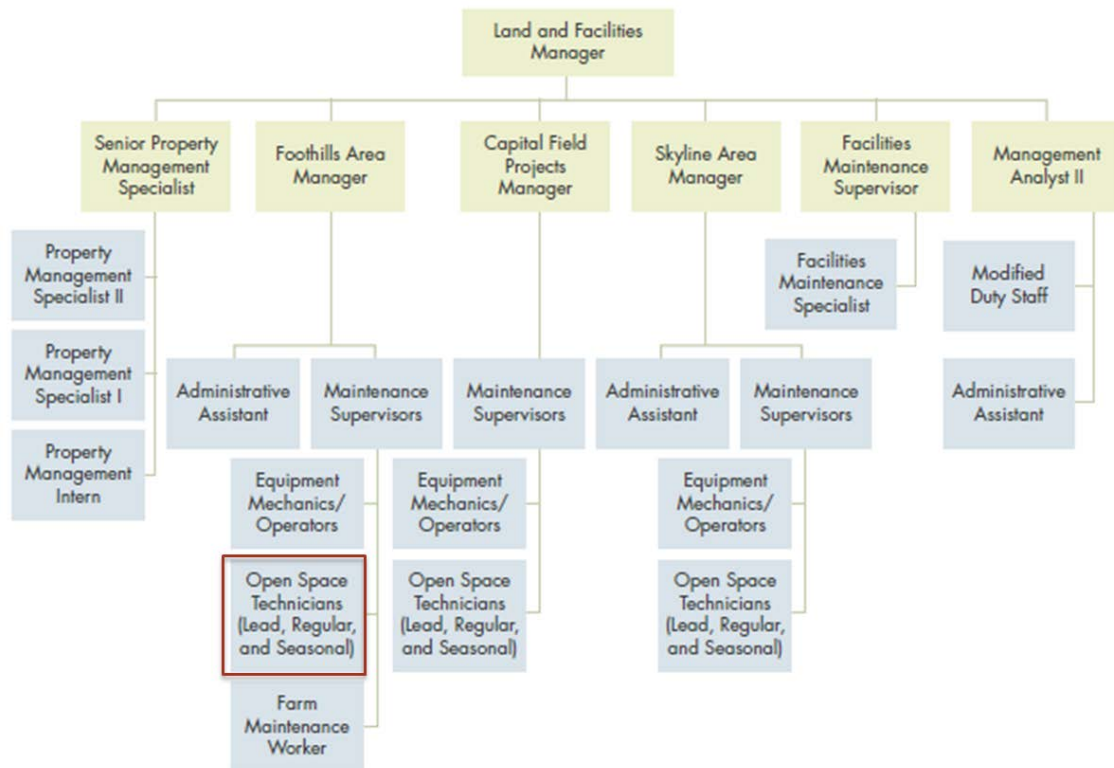 Land and Facilities
Manager
Senior Property
Management
Specialist
Foothills Area
Manager
Capital Field
Projects
Manager
Skyline Area
Manager
Facilities
Maintenance
Supervisor
Management
Analyst II
Property
Management
Specialist II
Property
Management
Specialist I
Property
Management
Intern
Administrative
Assistant
Maintenance
Supervisors
Equipment
Mechanics/
Operators
Open Space
Technicians
(Lead, Regular,
and Seasonal)
Farm
Maintenance
Worker
Maintenance
Supervisors
Equipment
Mechanics/
Operators
Open Space
Technicians
(Lead, Regular,
and Seasonal)
Administrative
Assistant
Maintenance
Supervisors
Equipment
Mechanics/
Operators
Open Space
Technicians
(Lead, Regular,
and Seasonal)
Facilities
Maintenance
Specialist
Modified
Duty Staff
Administrative
Assistant